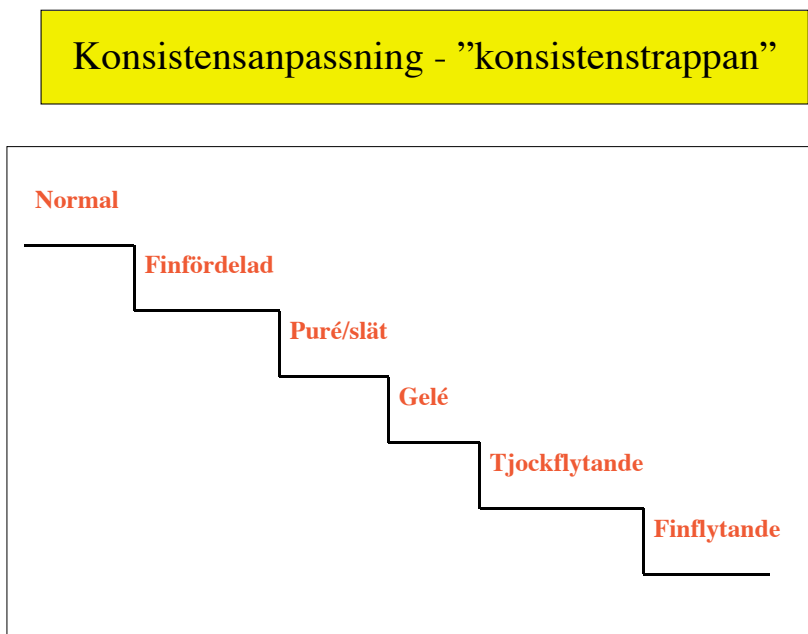 Konsistensanpassning - ”konsistenstrappan”
Normal
Finfördelad
Puré/slät
Gelé
Tjockflytande
Finflytande